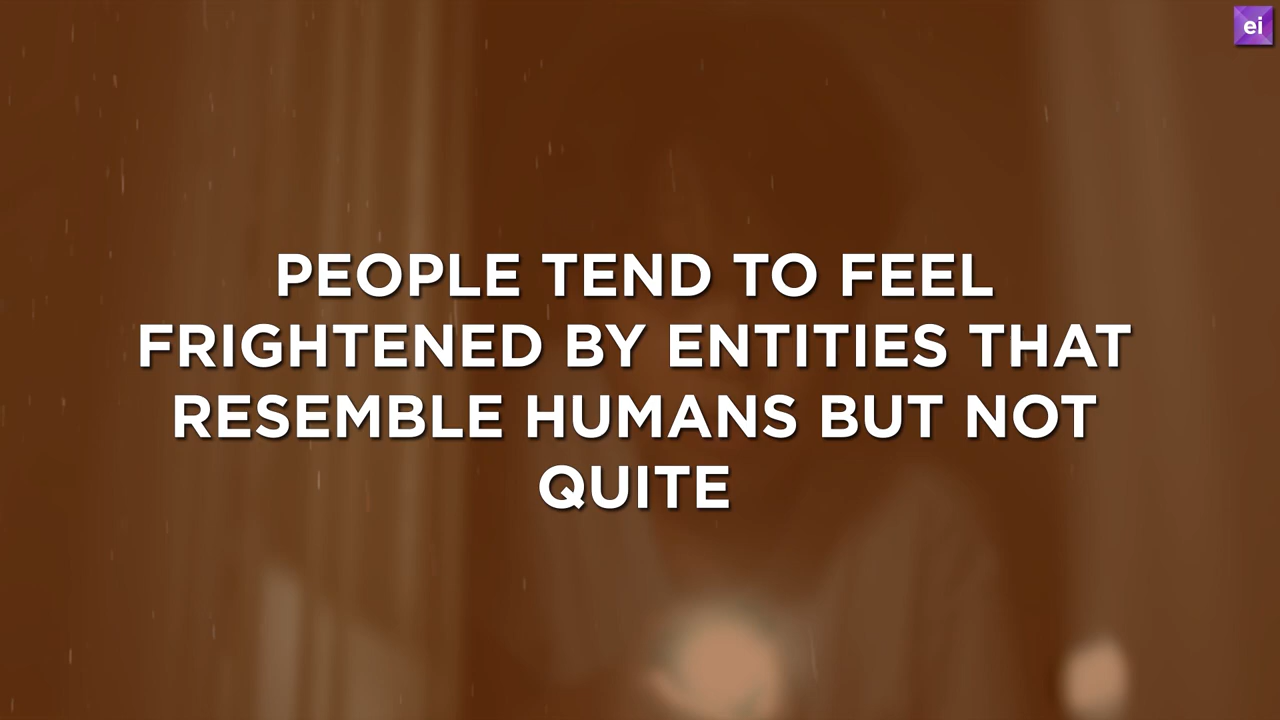 ei
PEOPLE TEND TO FEEL
FRIGHTENED BY ENTITIES THAT
RESEMBLE HUMANS BUT NOT
QUITE